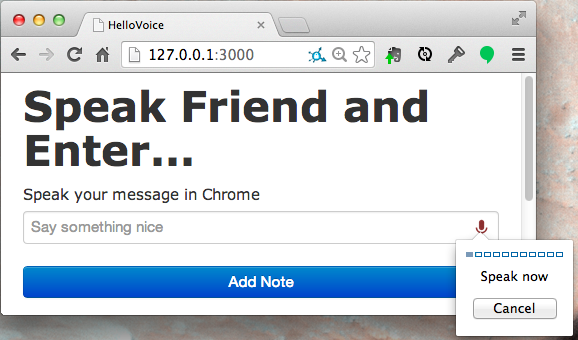 HelloVoice
127.0.0.1:3000
Speak Friend and
Enter...
Speak your message in Chrome
Say something nice
Speak now
Add Note
Cancel